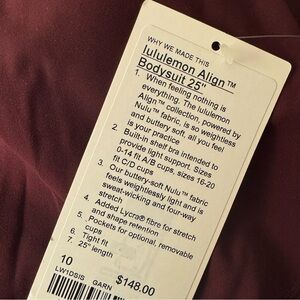 WHY WE MADE THIS
lululemon Align™
Bodysuit 25"
1. When feeling nothing is
everything. The lululemon
Align™ collection, powered by
Nulu™ fabric, is so weightless
and buttery soft, all you feel
is your practice
2. Built-in shelf bra intended to
provide light support. Sizes
0-14 fit A/B cups, sizes 16-20
fit C/D cups
3. Our buttery-soft Nulu™ fabric
feels weightlessly light and is
sweat-wicking and four-way
stretch
4. Added Lycra® fibre for stretch
and shape retention
5. Pockets for optional, removable
cups
6. Tight fit
7. 25" length
10 $148.00
LW1DSIS GARN